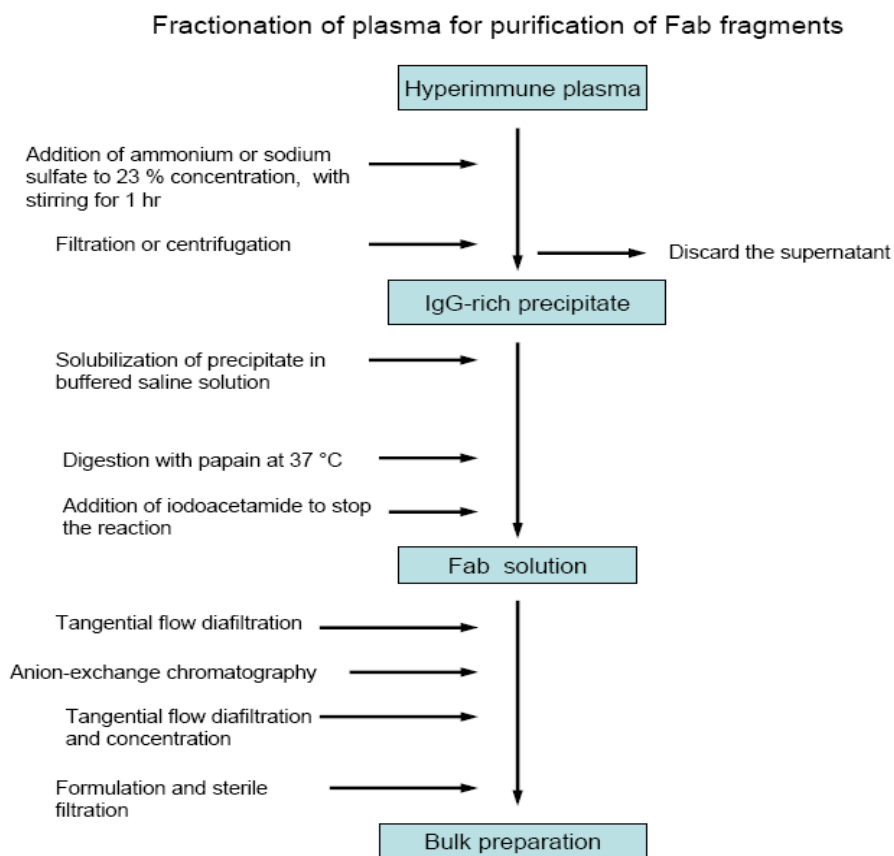 Fractionation of plasma for purification of Fab fragments
Hyperimmune plasma
Addition of ammonium or sodium
sulfate to 23 % concentration, with
stirring for 1 hr
Filtration or centrifugation
Discard the supernatant
IgG-rich precipitate
Solubilization of precipitate in
buffered saline solution
Digestion with papain at 37 °C
Addition of iodoacetamide to stop
the reaction
Fab solution
Tangential flow diafiltration
Anion-exchange chromatography
Tangential flow diafiltration
and concentration
Formulation and sterile
filtration
Bulk preparation